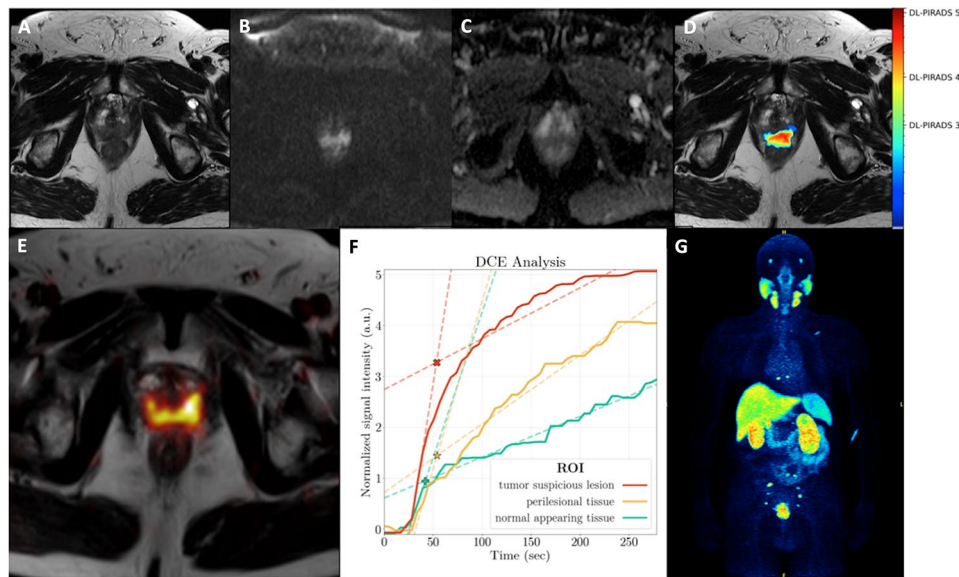 A
B
C
D
DL-PIRADS 5
DL-PIRADS 4
DL-PIRADS 3
E
F
G
DCE Analysis
Normalized signal intensity (a.u.)
5
4
3
2
1
0
ROI
tumor suspicious lesion
perilesional tissue
normal appearing tissue
0
50
100
150
200
250
Time (sec)
H
L